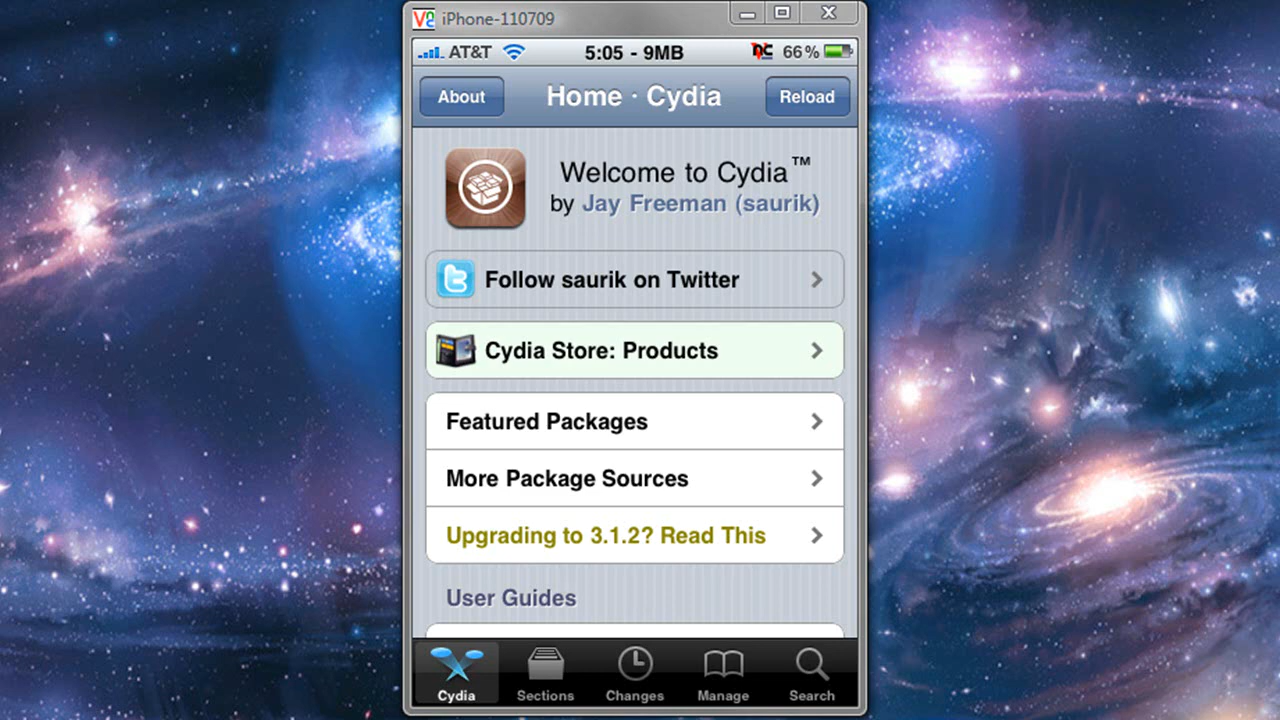 iPhone-110709
AT&T 5:05 - 9MB 66%
About Home · Cydia Reload
Welcome to Cydia™
by Jay Freeman (saurik)
Follow saurik on Twitter
Cydia Store: Products
Featured Packages
More Package Sources
Upgrading to 3.1.2? Read This
User Guides
Cydia Sections Changes Manage Search